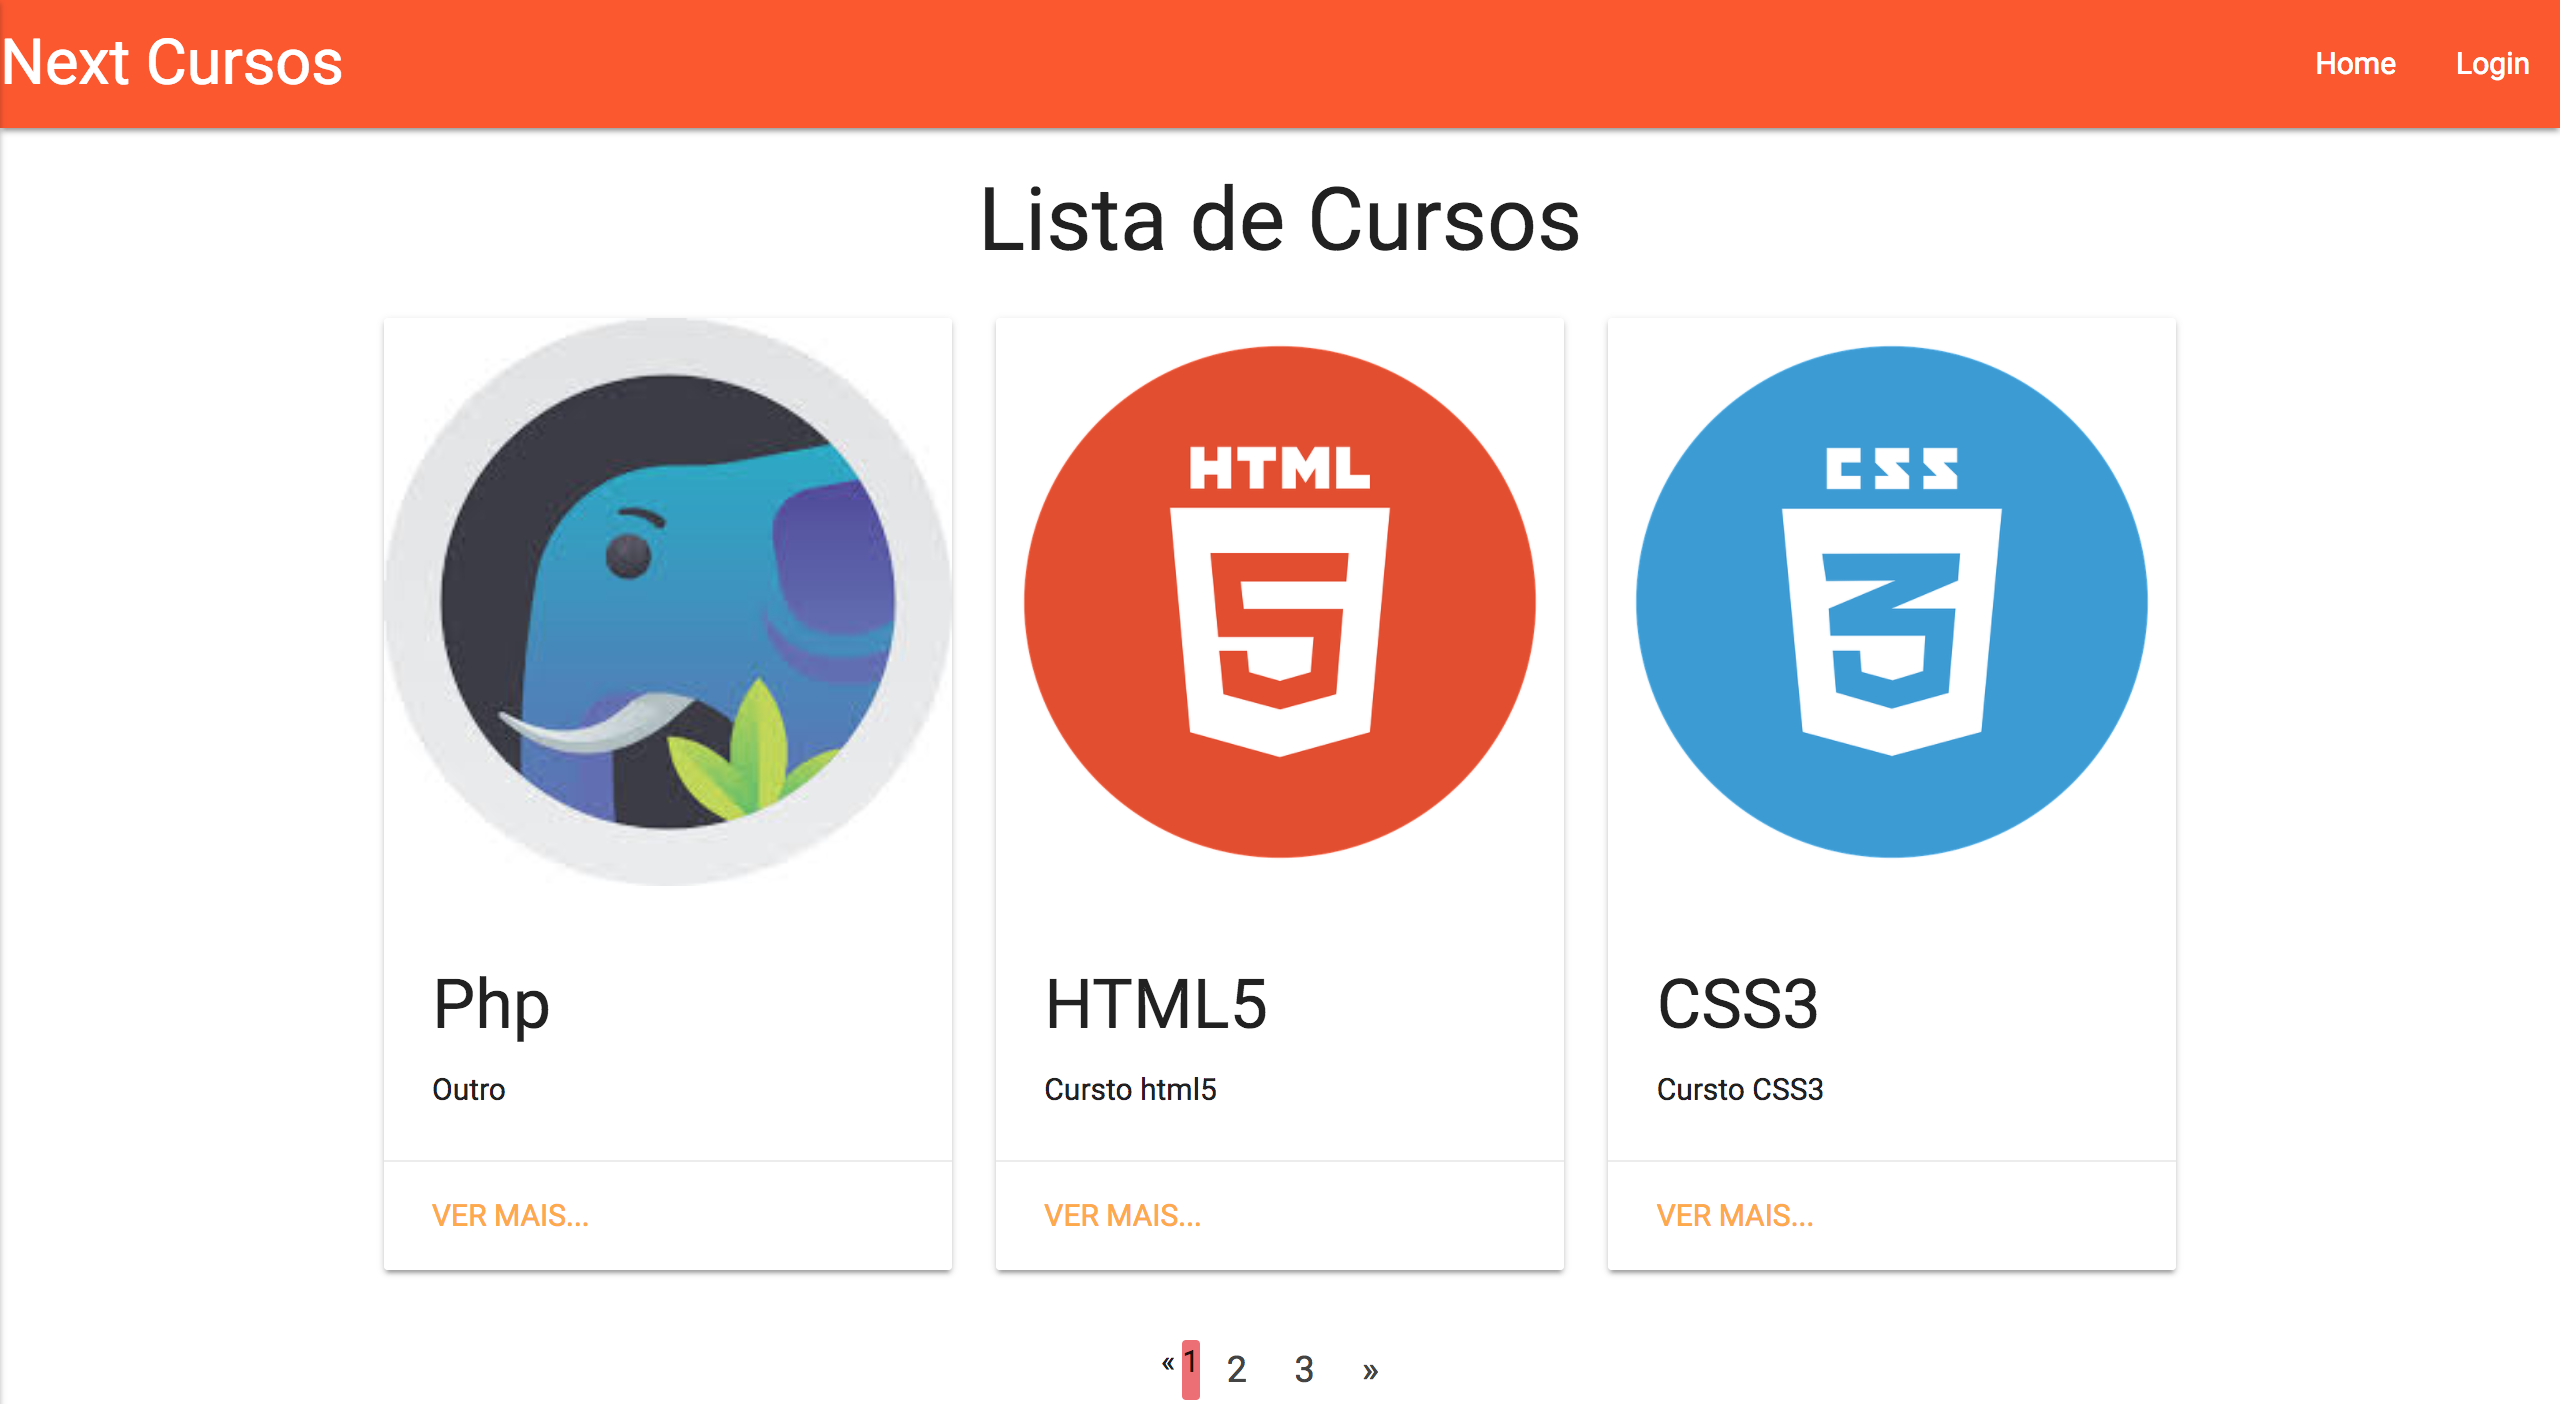 Next Cursos
Home Login
Lista de Cursos
HTML
5
CSS
3
Php
HTML5
CSS3
Outro
Cursto html5
Cursto CSS3
VER MAIS...
VER MAIS...
VER MAIS...
« 1 2 3 »